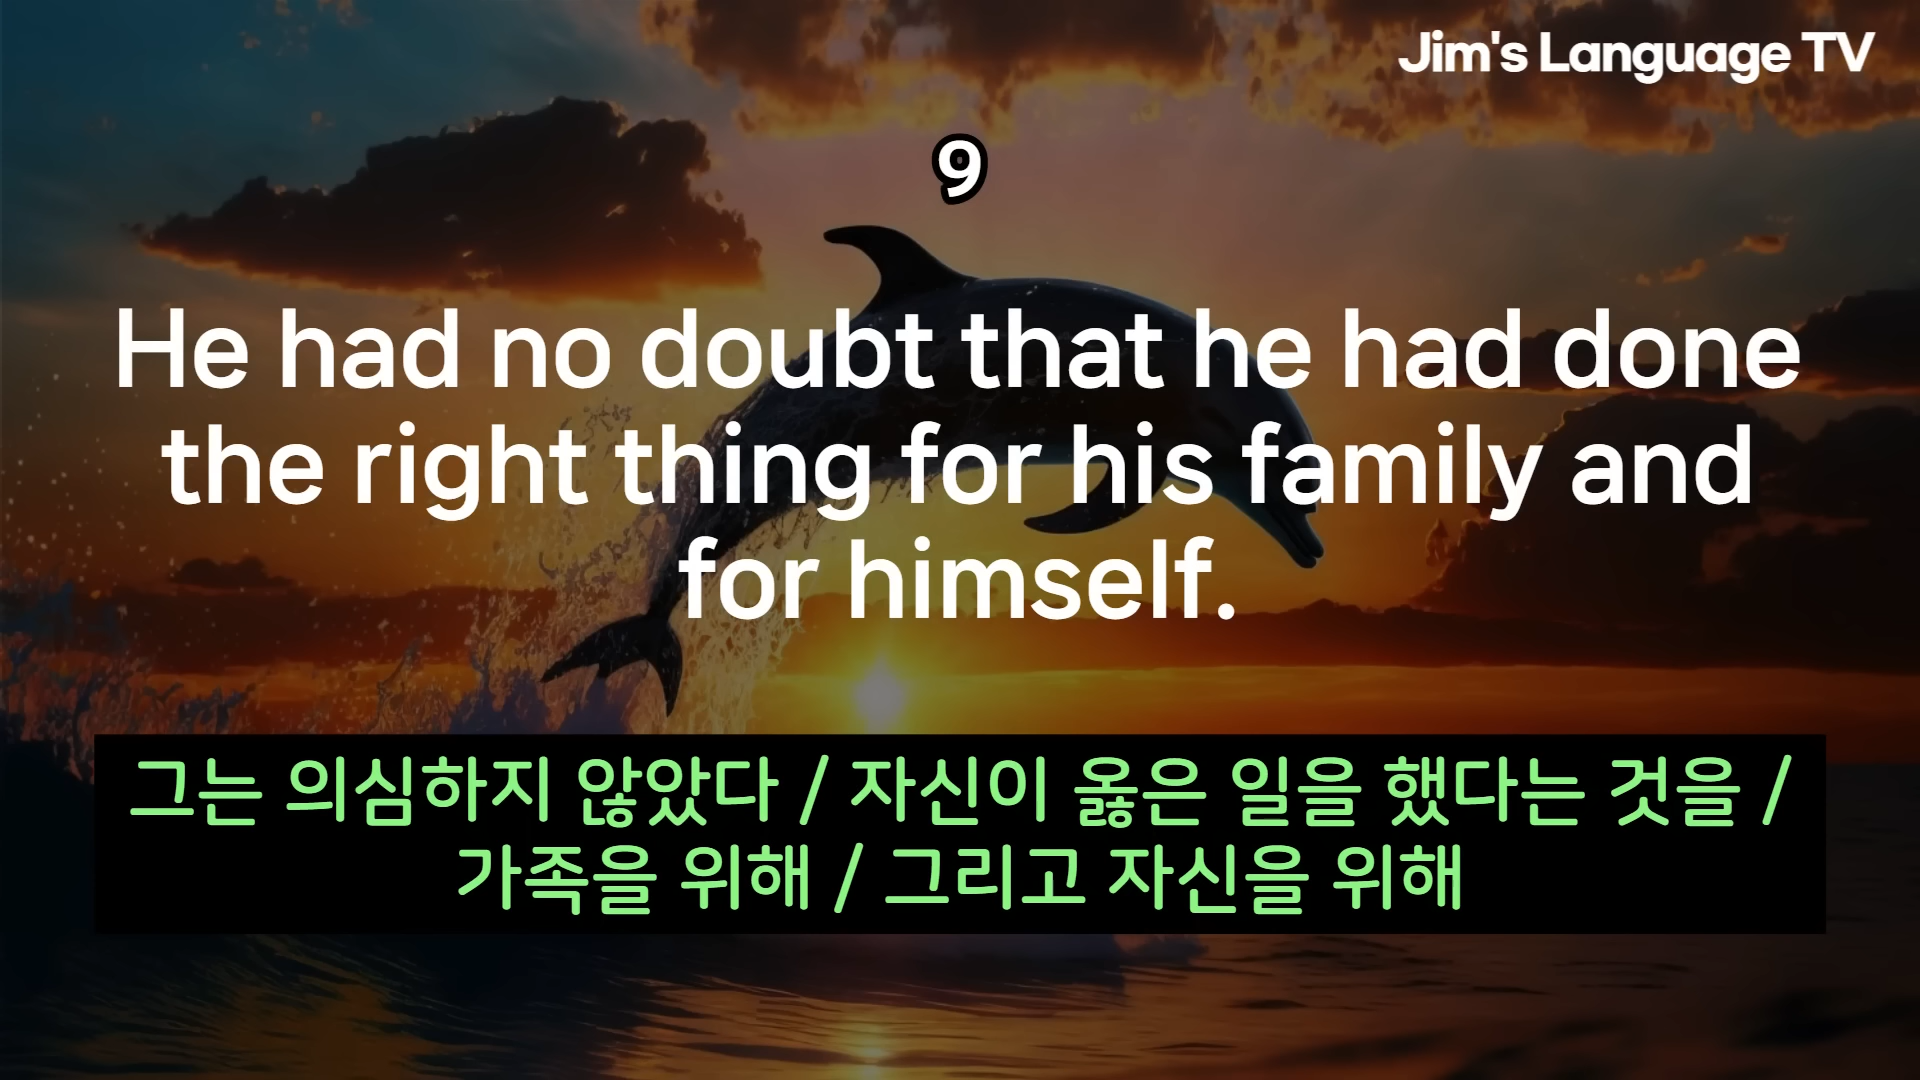 Jim's Language TV
9
He had no doubt that he had done
the right thing for his family and
for himself.
그는 의심하지 않았다 / 자신이 옳은 일을 했다는 것을 /
가족을 위해 / 그리고 자신을 위해